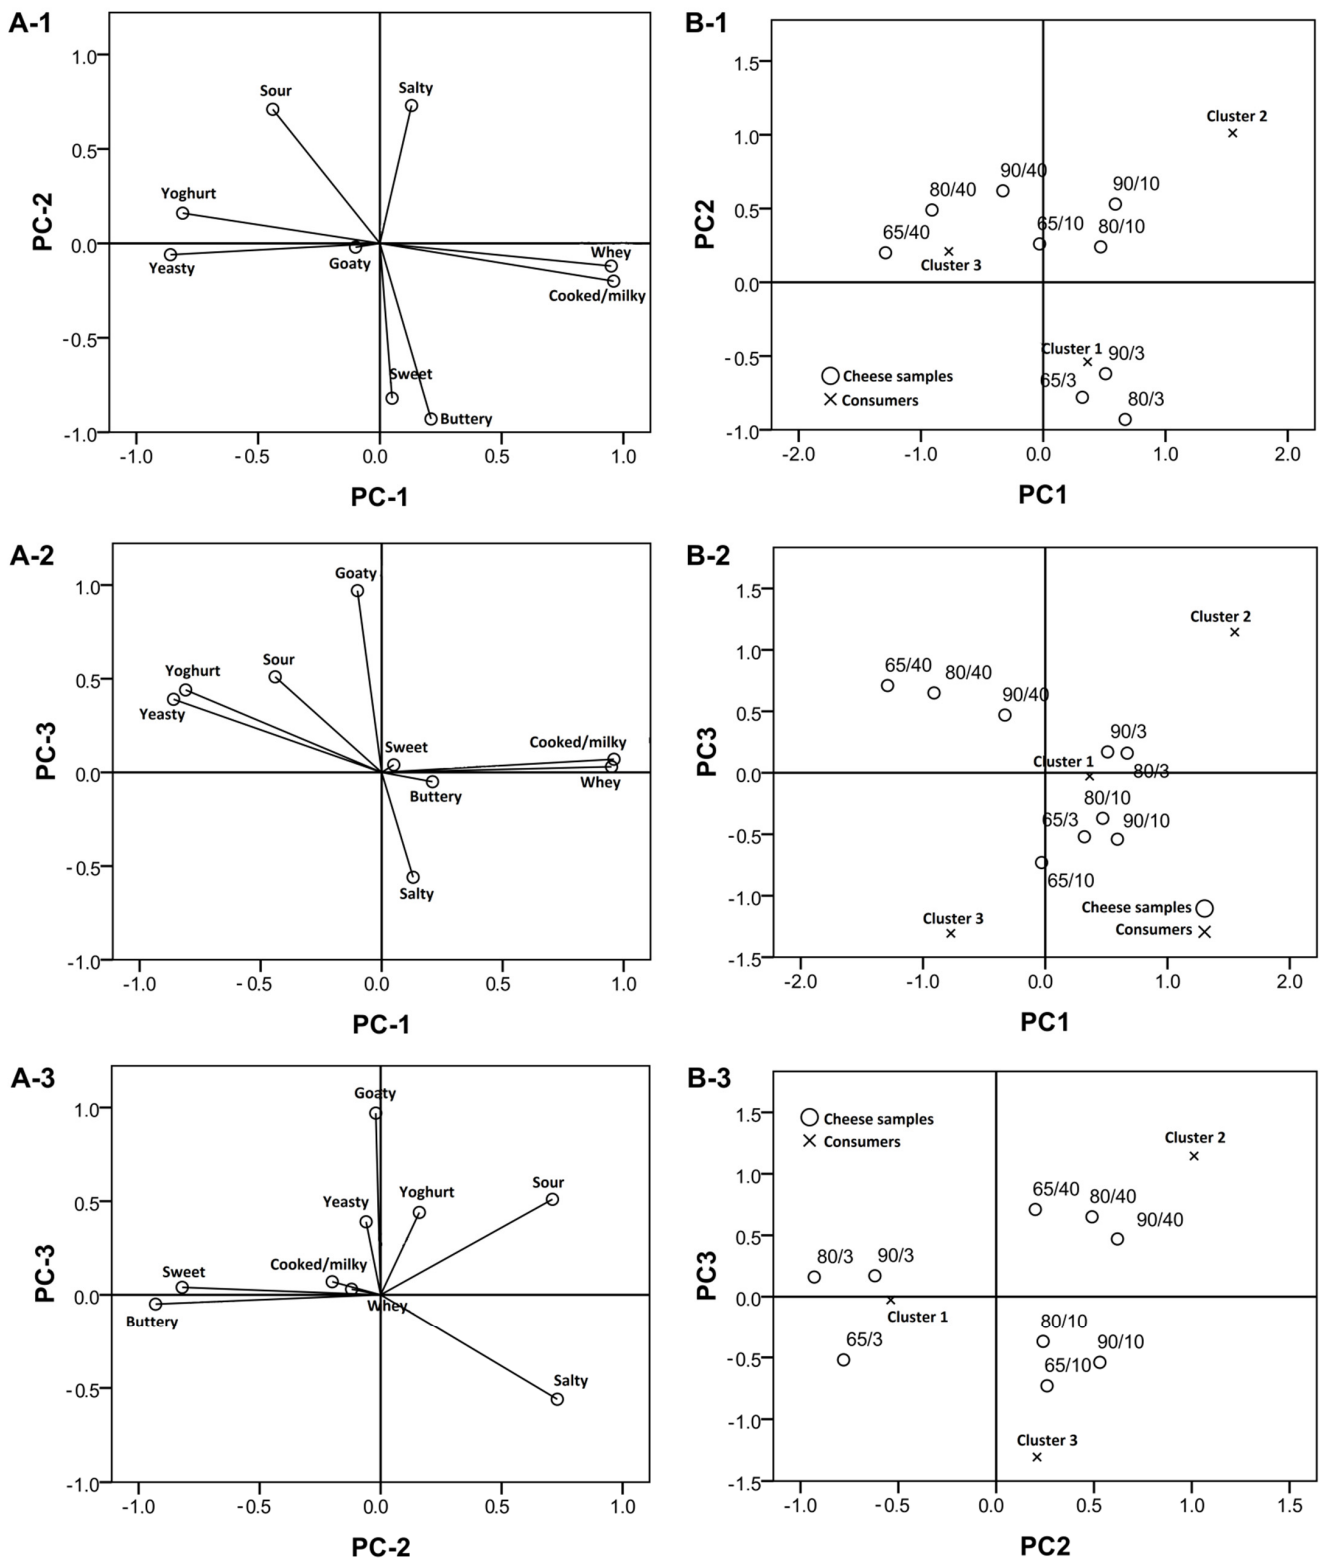 A-1
1.0
0.5
0.0
-0.5
-1.0
PC-2
Sour
Salty
Yoghurt
Yeasty
Goaty
Whey
Cooked/milky
Sweet
Buttery
-1.0 -0.5 0.0 0.5 1.0
PC-1
B-1
1.5
1.0
0.5
0.0
-0.5
-1.0
PC2
Cluster 2
90/40
80/40
90/10
65/40
65/10
80/10
Cluster 3
Cluster 1
90/3
65/3
80/3
Cheese samples
Consumers
-2.0 -1.0 0.0 1.0 2.0
PC1
A-2
1.0
0.5
0.0
-0.5
-1.0
PC-3
Goaty
Sour
Yoghurt
Yeasty
Sweet
Cooked/milky
Whey
Buttery
Salty
-1.0 -0.5 0.0 0.5 1.0
PC-1
B-2
1.5
1.0
0.5
0.0
-0.5
-1.0
-1.5
PC3
Cluster 2
65/40
80/40
90/40
90/3
Cluster 1
80/3
80/10
65/3
90/10
65/10
Cheese samples
Consumers
Cluster 3
-2.0 -1.0 0.0 1.0 2.0
PC1
A-3
1.0
0.5
0.0
-0.5
-1.0
PC-3
Goaty
Sour
Yeasty
Yoghurt
Cooked/milky
Sweet
Whey
Buttery
Salty
-1.0 -0.5 0.0 0.5 1.0
PC-2
B-3
1.5
1.0
0.5
0.0
-0.5
-1.0
-1.5
PC3
Cheese samples
Consumers
Cluster 2
65/40
80/40
90/40
80/3
90/3
Cluster 1
80/10
65/3
90/10
65/10
Cluster 3
-1.0 -0.5 0.0 0.5 1.0 1.5
PC2